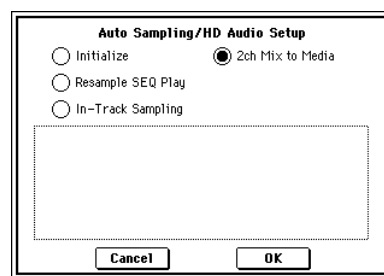 Auto Sampling/HD Audio Setup
Initialize 2ch Mix to Media
Resample SEQ Play
In-Track Sampling
Cancel OK